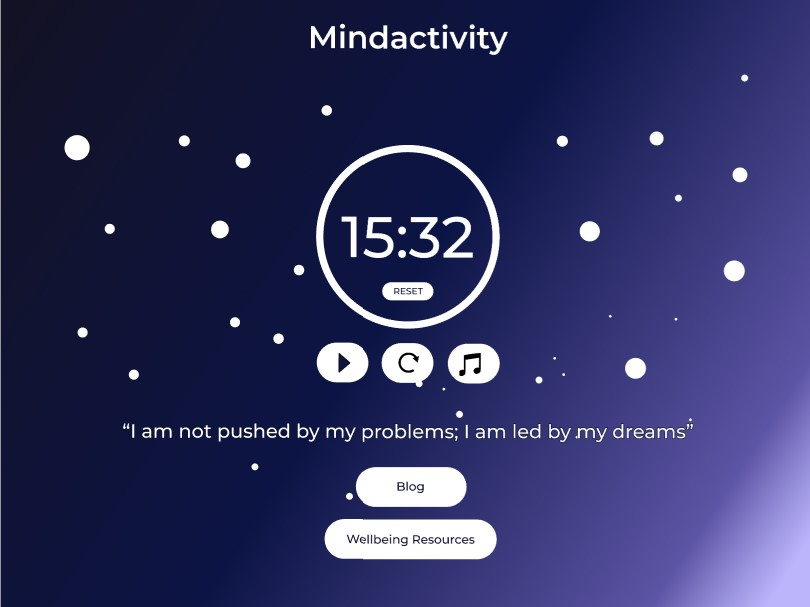 Mindactivity
15:32
RESET
“I am not pushed by my problems; I am led by my dreams”
Blog
Wellbeing Resources